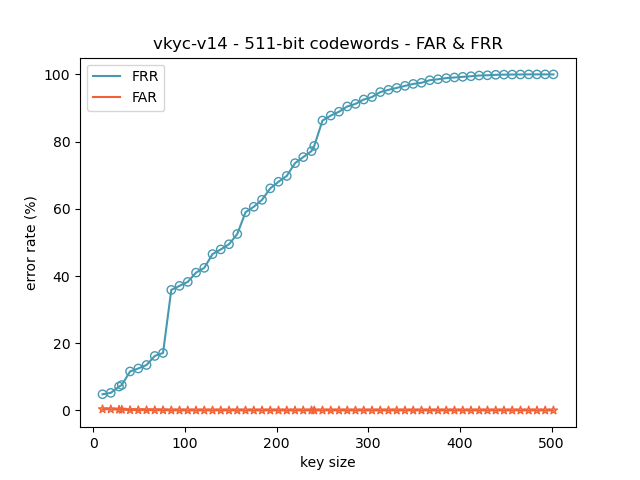 vkyc-v14 - 511-bit codewords - FAR & FRR
FRR
FAR
error rate (%)
100
80
60
40
20
0
0 100 200 300 400 500
key size